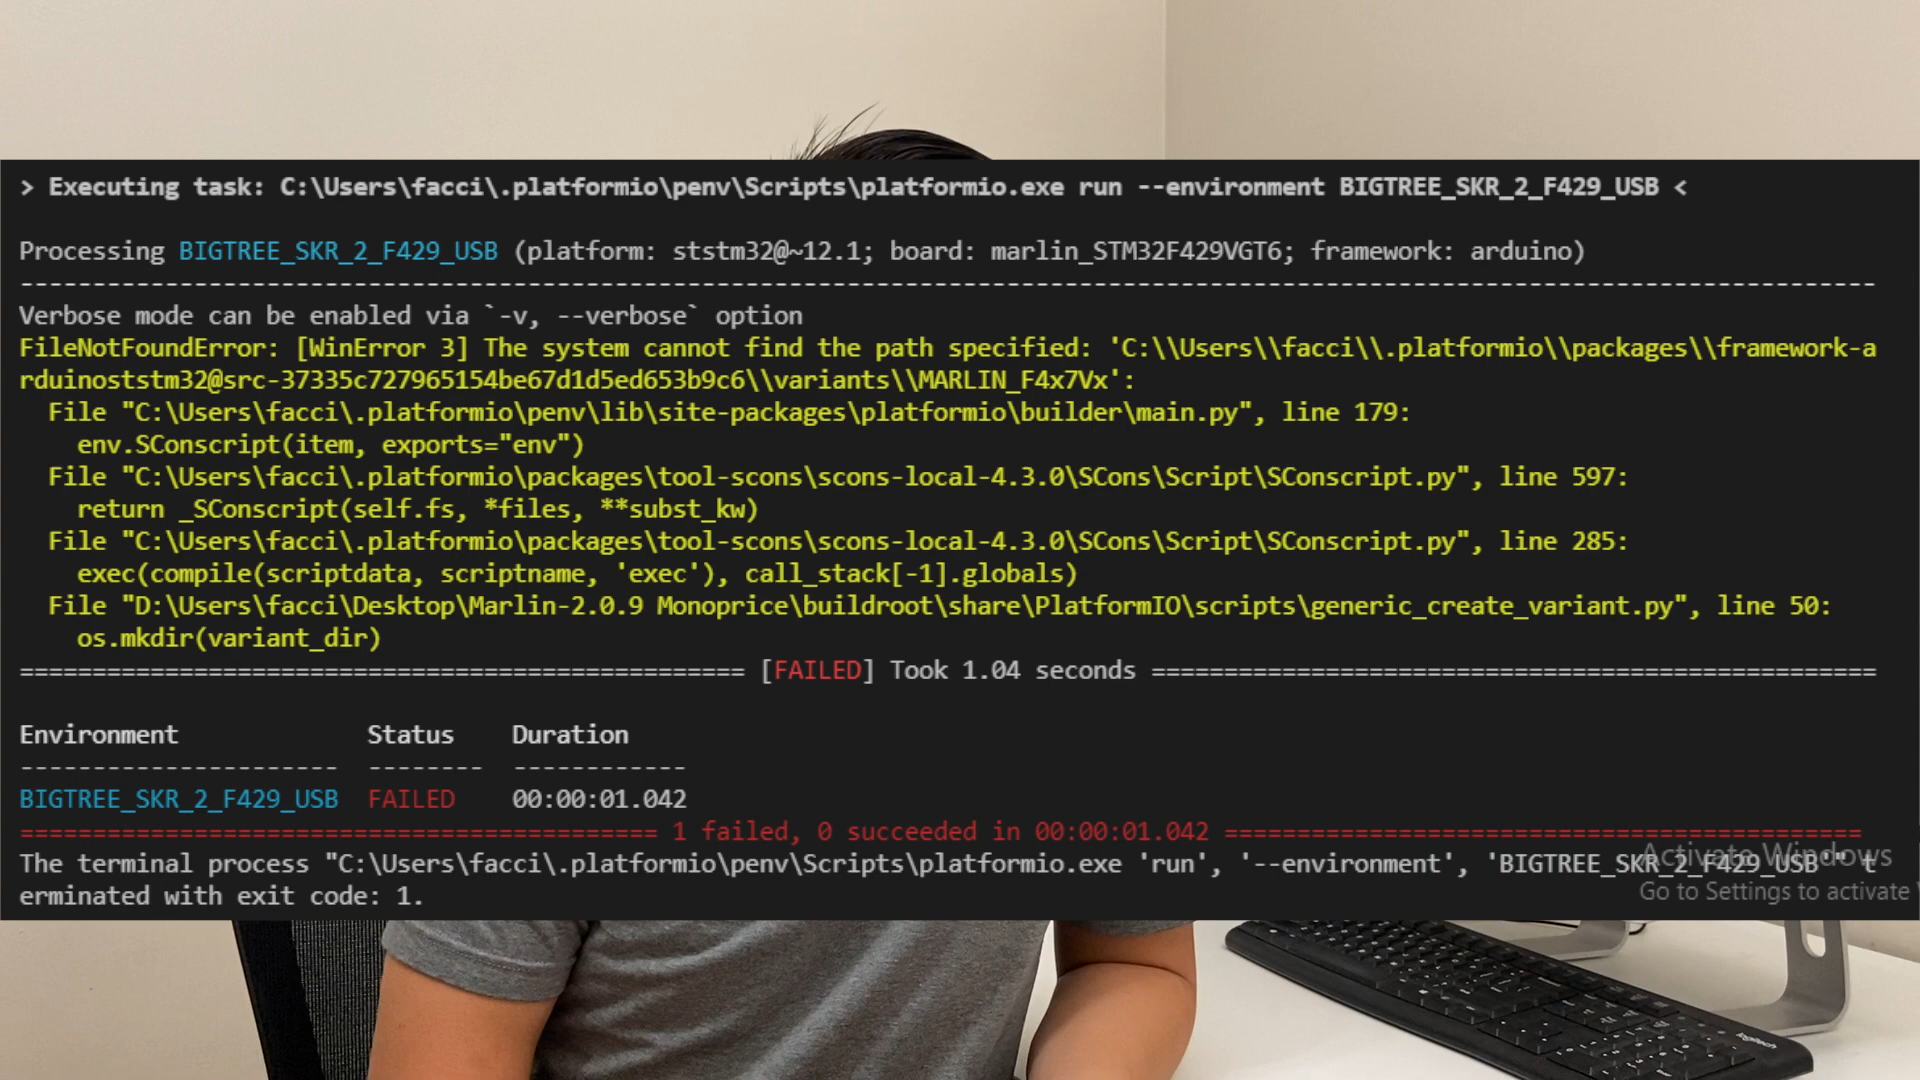 > Executing task: C:\Users\facci\.platformio\penv\Scripts\platformio.exe run --environment BIGTREE_SKR_2_F429_USB <
Processing BIGTREE_SKR_2_F429_USB (platform: ststm32@~12.1; board: marlin_STM32F429VGT6; framework: arduino)
--------------------------------------------------------------------------------------------------------------------------------
Verbose mode can be enabled via `-v, --verbose` option
FileNotFoundError: [WinError 3] The system cannot find the path specified: 'C:\\Users\\facci\\.platformio\\packages\\framework-a
rduinoststm32@src-37335c727965154be67d1d5ed653b9c6\\variants\\MARLIN_F4x7Vx':
File "C:\Users\facci\.platformio\penv\lib\site-packages\platformio\builder\main.py", line 179:
env.SConscript(item, exports="env")
File "C:\Users\facci\.platformio\packages\tool-scons\scons-local-4.3.0\SCons\Script\SConscript.py", line 597:
return _SConscript(self.fs, *files, **subst_kw)
File "C:\Users\facci\.platformio\packages\tool-scons\scons-local-4.3.0\SCons\Script\SConscript.py", line 285:
exec(compile(scriptdata, scriptname, 'exec'), call_stack[-1].globals)
File "D:\Users\facci\Desktop\Marlin-2.0.9 Monoprice\buildroot\share\PlatformIO\scripts\generic_create_variant.py", line 50:
os.mkdir(variant_dir)
================================================== [FAILED] Took 1.04 seconds ==================================================
Environment Status Duration
---------------------- -------- ------------
BIGTREE_SKR_2_F429_USB FAILED 00:00:01.042
============================================ 1 failed, 0 succeeded in 00:00:01.042 ============================================
The terminal process "C:\Users\facci\.platformio\penv\Scripts\platformio.exe 'run', '--environment', 'BIGTREE_SKR_2_F429_USB'" t
erminated with exit code: 1.
Activate Windows
Go to Settings to activate
logitech